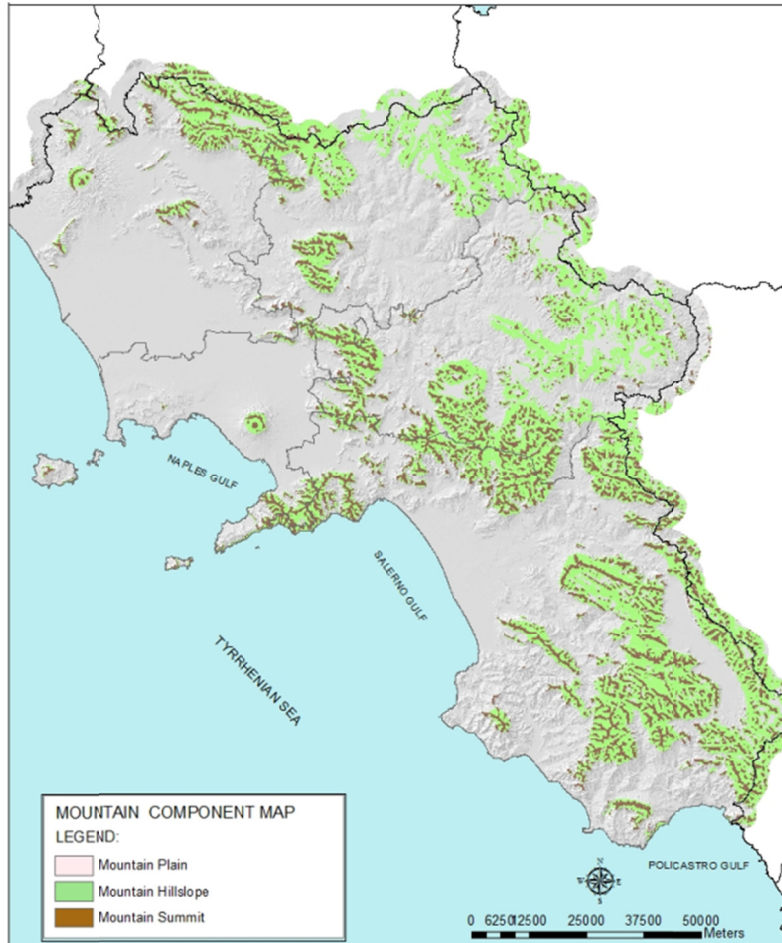 NAPLES GULF
SALERNO GULF
TYRRHENIAN SEA
MOUNTAIN COMPONENT MAP
LEGEND:
Mountain Plain
Mountain Hillslope
Mountain Summit
POLICASTRO GULF
N
W E
S
0 6250 12500 25000 37500 50000
Meters